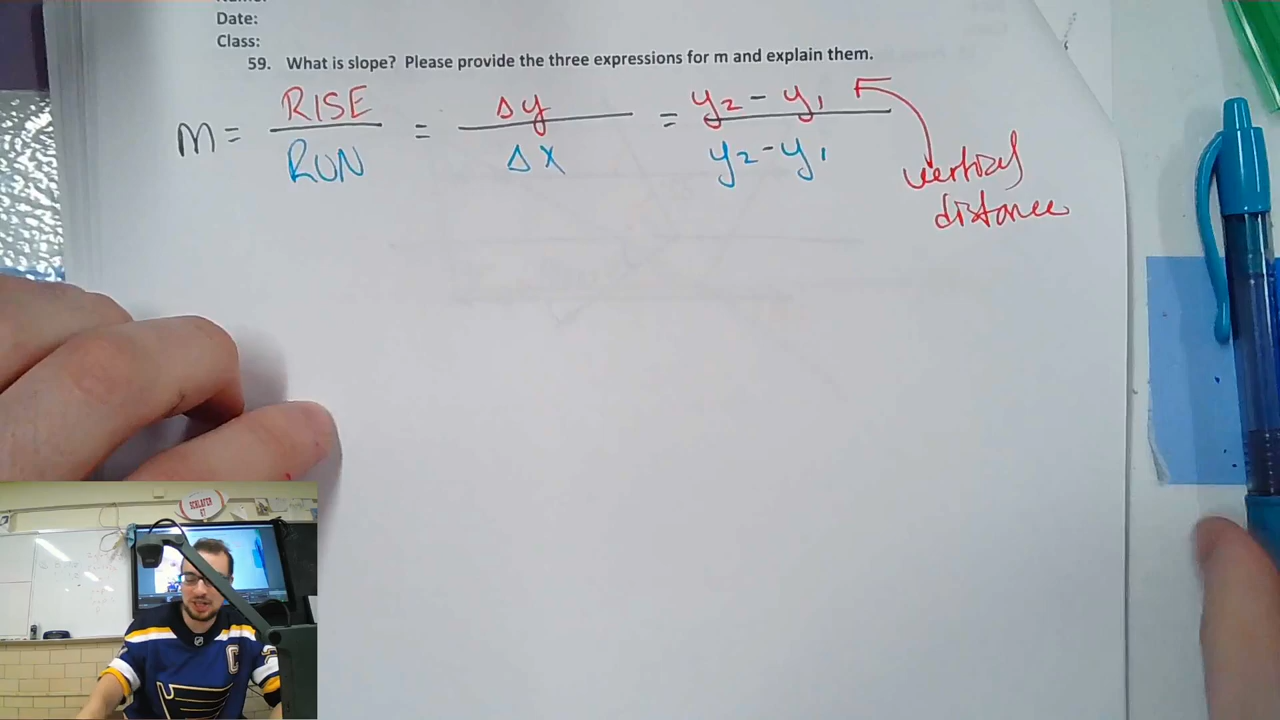 Date:
Class:
59. What is slope? Please provide the three expressions for m and explain them.
m = RISE / RUN = Δy / Δx = y₂ - y₁ / y₂ - y₁
vertical
distance
SCHLAFER
C